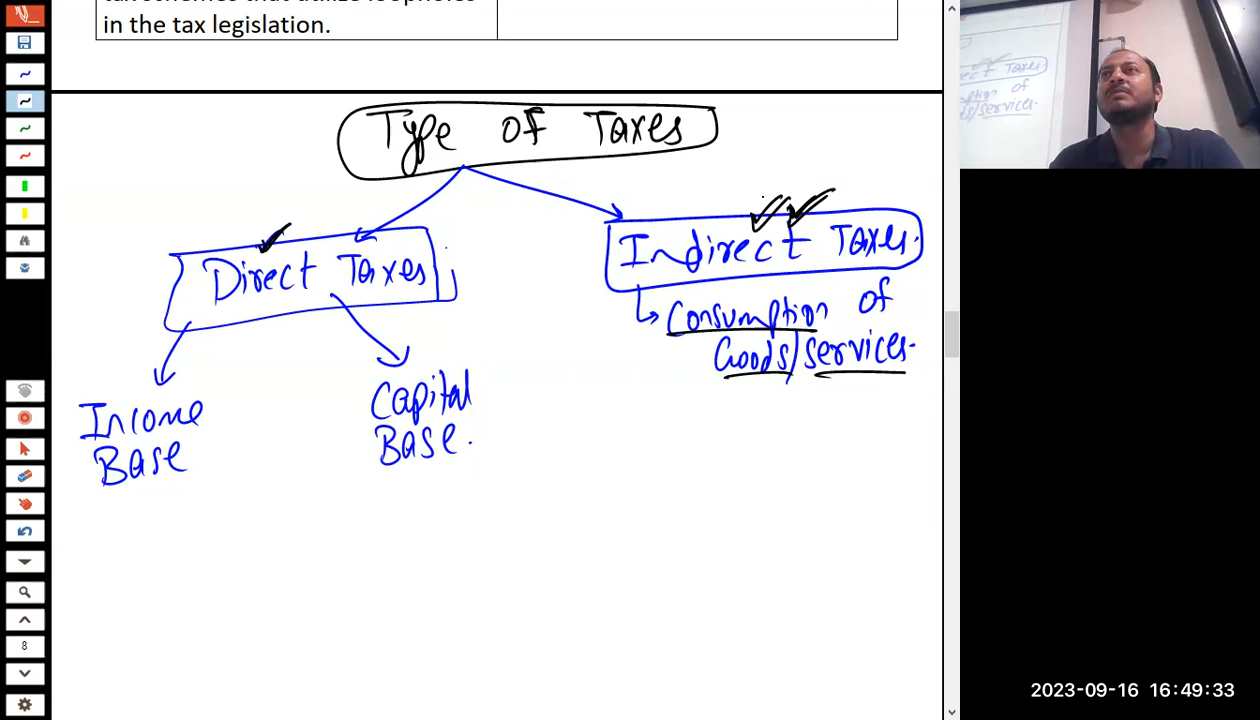 in the tax legislation.
Type of Taxes
Direct Taxes
Indirect Taxes.
Consumption of
Goods/services.
Income
Base
Capital
Base.
8
2023-09-16 16:49:33